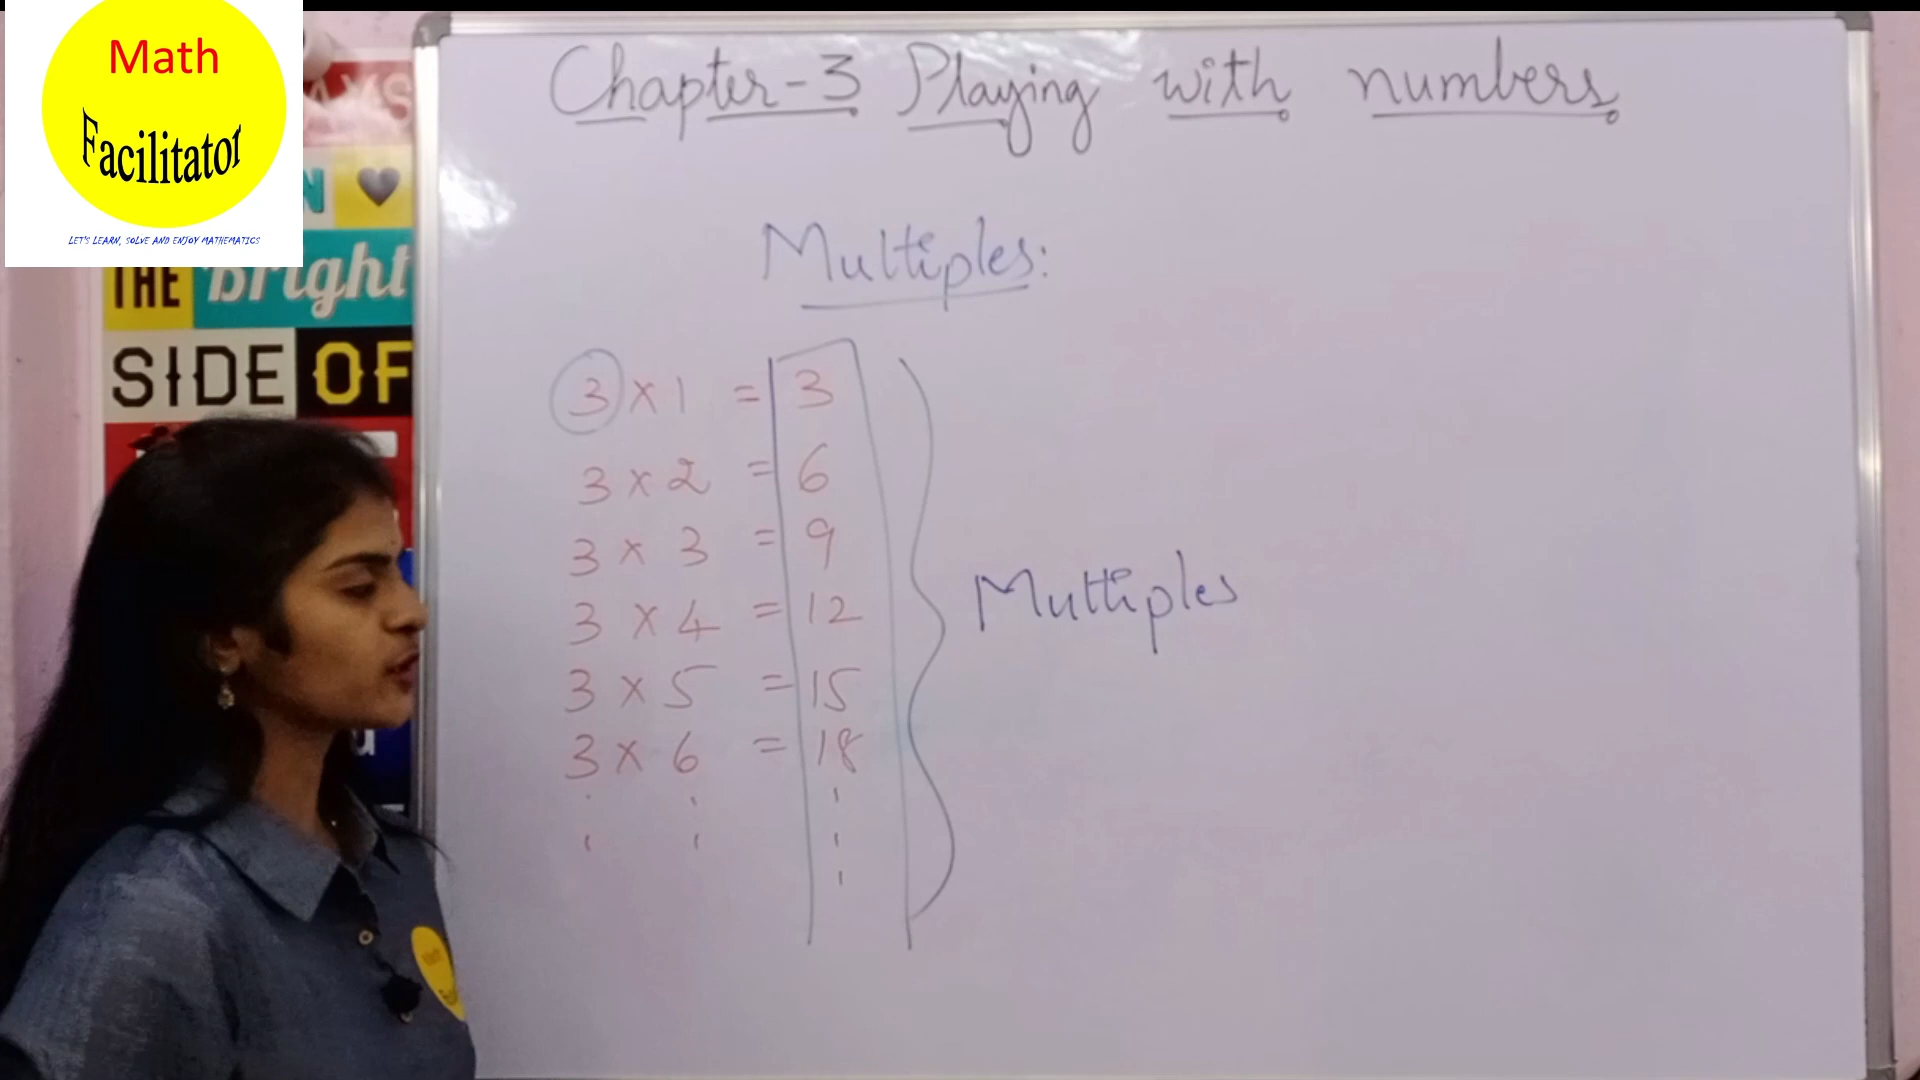 Math
Facilitator
LET'S LEARN, SOLVE AND ENJOY MATHEMATICS
THE bright
SIDE OF
Chapter-3 Playing with numbers
Multiples:
3 × 1 = 3
3 × 2 = 6
3 × 3 = 9
3 × 4 = 12
3 × 5 = 15
3 × 6 = 18
Multiples